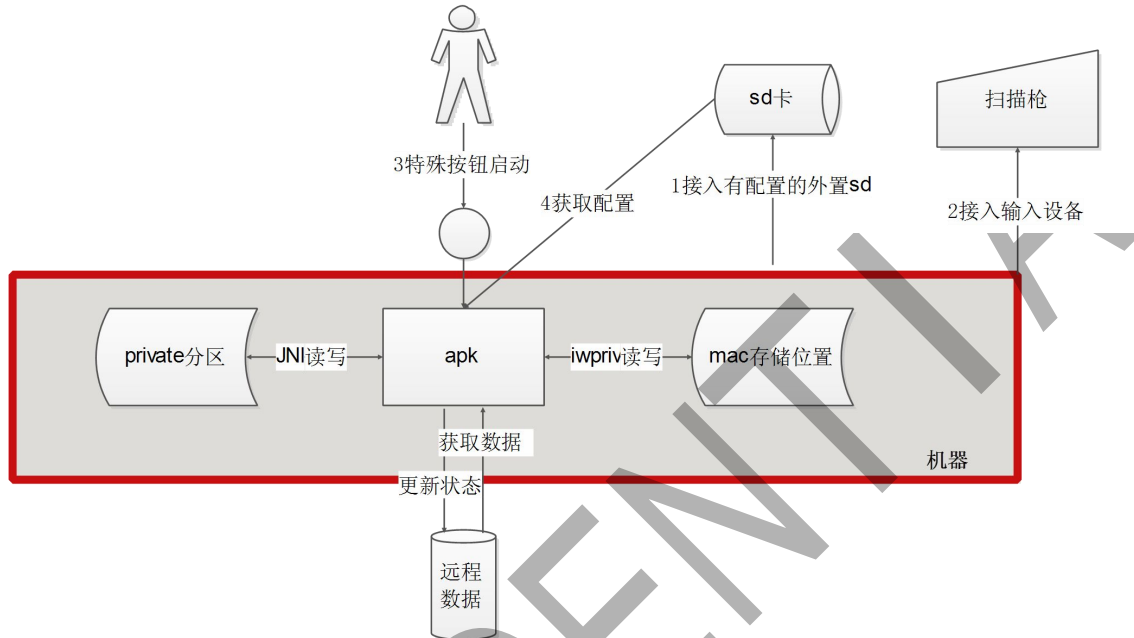 sd卡
扫描枪
3特殊按钮启动
1接入有配置的外置sd
4获取配置
2接入输入设备
private分区
JNI读写
apk
iwpriv读写
mac存储位置
获取数据
机器
更新状态
远程
数据